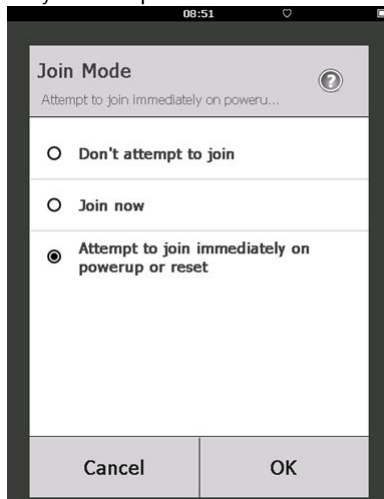 08:51
Join Mode
Attempt to join immediately on poweru...
?
Don't attempt to join
Join now
Attempt to join immediately on
powerup or reset
Cancel
OK